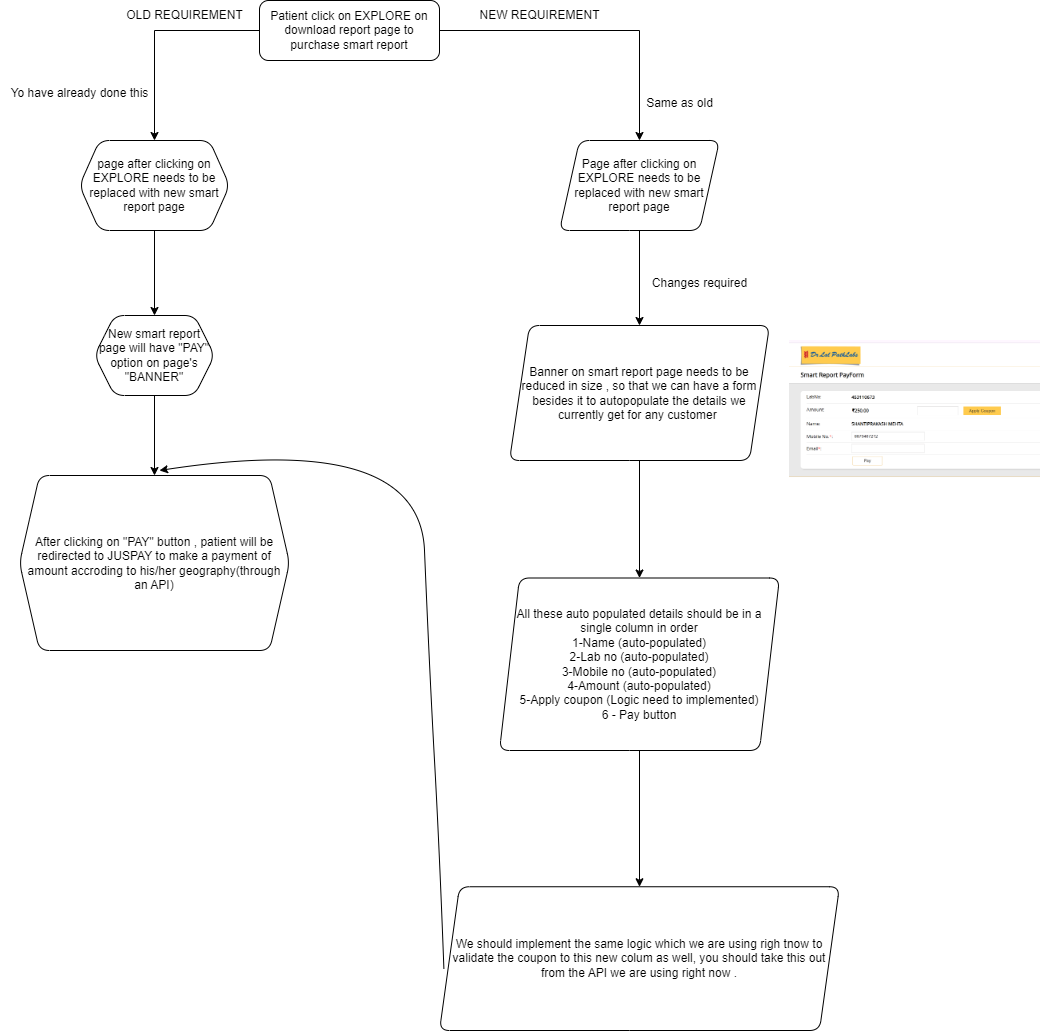 OLD REQUIREMENT
Patient click on EXPLORE on
download report page to
purchase smart report
NEW REQUIREMENT
Yo have already done this
Same as old
page after clicking on
EXPLORE needs to be
replaced with new smart
report page
Page after clicking on
EXPLORE needs to be
replaced with new smart
report page
Changes required
New smart report
page will have "PAY"
option on page's
"BANNER"
Banner on smart report page needs to be
reduced in size , so that we can have a form
besides it to autopopulate the details we
currently get for any customer
Dr.Lal PathLabs
Smart Report PayForm
LabNo
Amount ₹250.00 Apply Coupon
Name SHANTIPRAKASH MEHTA
Mobile No
Email
Pay
After clicking on "PAY" button , patient will be
redirected to JUSPAY to make a payment of
amount accroding to his/her geography(through
an API)
All these auto populated details should be in a
single column in order
1-Name (auto-populated)
2-Lab no (auto-populated)
3-Mobile no (auto-populated)
4-Amount (auto-populated)
5-Apply coupon (Logic need to implemented)
6 - Pay button
We should implement the same logic which we are using righ tnow to
validate the coupon to this new colum as well, you should take this out
from the API we are using right now .